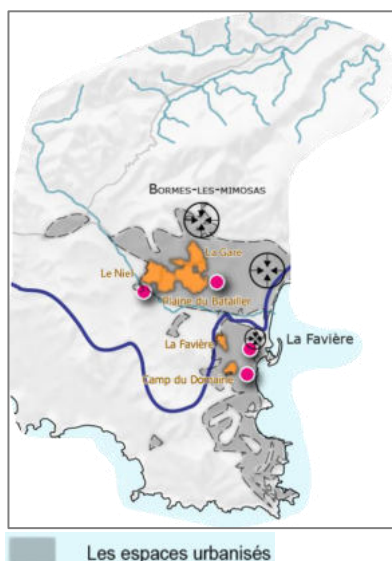 BORMES-LES-MIMOSAS
La Gare
Le Niel
Plaine du Batailler
La Favière
La Favière
Camp du Domaine
Les espaces urbanisés